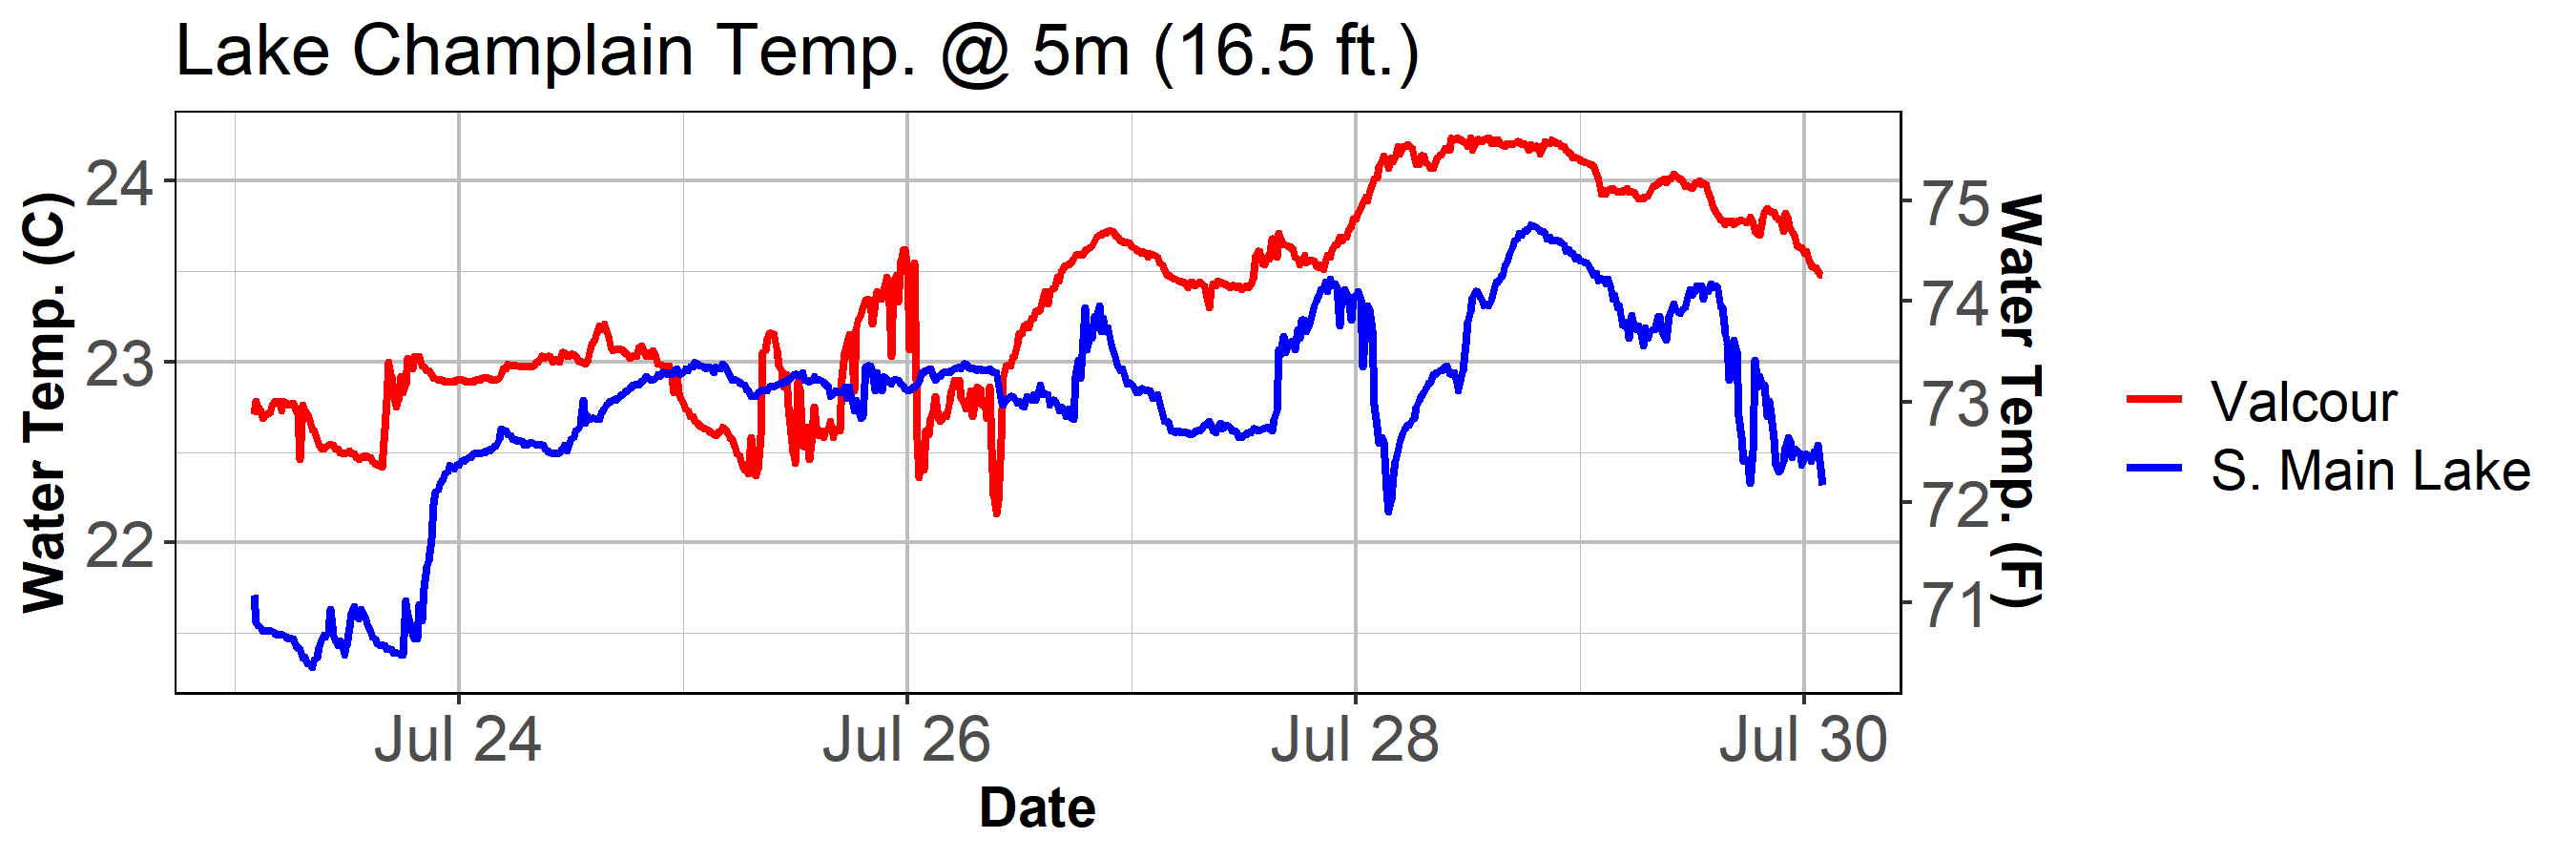 Lake Champlain Temp. @ 5m (16.5 ft.)
Water Temp. (C)
24
23
22
75
74
73
72
71
Water Temp. (F)
Jul 24
Jul 26
Jul 28
Jul 30
Date
Valcour
S. Main Lake